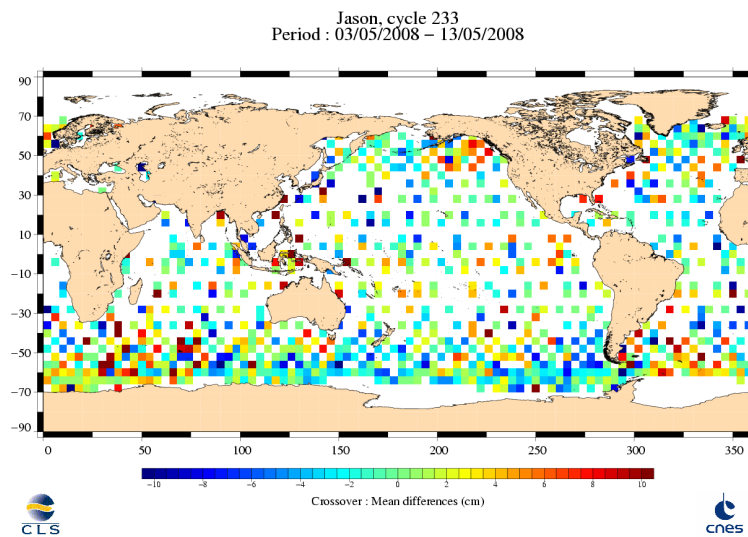 Jason, cycle 233
Period : 03/05/2008 − 13/05/2008
90
70
50
30
10
−10
−30
−50
−70
−90
0 50 100 150 200 250 300 350
−10 −8 −6 −4 −2 0 2 4 6 8 10
Crossover : Mean differences (cm)
CLS
cnes